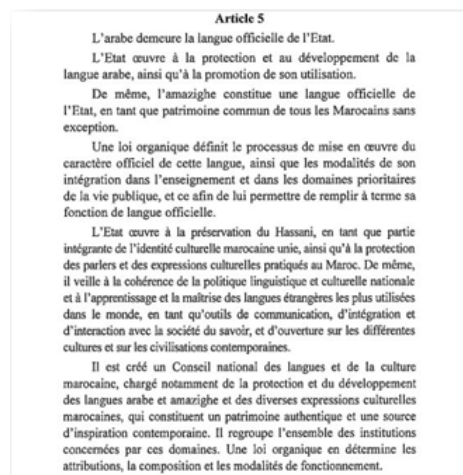 Article 5
L'arabe demeure la langue officielle de l'Etat.
L'Etat œuvre à la protection et au développement de la
langue arabe, ainsi qu'à la promotion de son utilisation.
De même, l'amazighe constitue une langue officielle de
l'Etat, en tant que patrimoine commun de tous les Marocains sans
exception.
Une loi organique définit le processus de mise en œuvre du
caractère officiel de cette langue, ainsi que les modalités de son
intégration dans l'enseignement et dans les domaines prioritaires
de la vie publique, et ce afin de lui permettre de remplir à terme sa
fonction de langue officielle.
L'Etat œuvre à la préservation du Hassani, en tant que partie
intégrante de l'identité culturelle marocaine unie, ainsi qu'à la protection
des parlers et des expressions culturelles pratiqués au Maroc. De même,
il veille à la cohérence de la politique linguistique et culturelle nationale
et à l'apprentissage et la maîtrise des langues étrangères les plus utilisées
dans le monde, en tant qu'outils de communication, d'intégration et
d'interaction avec la société du savoir, et d'ouverture sur les différentes
cultures et sur les civilisations contemporaines.
Il est créé un Conseil national des langues et de la culture
marocaine, chargé notamment de la protection et du développement
des langues arabe et amazighe et des diverses expressions culturelles
marocaines, qui constituent un patrimoine authentique et une source
d'inspiration contemporaine. Il regroupe l'ensemble des institutions
concernées par ces domaines. Une loi organique en détermine les
attributions, la composition et les modalités de fonctionnement.